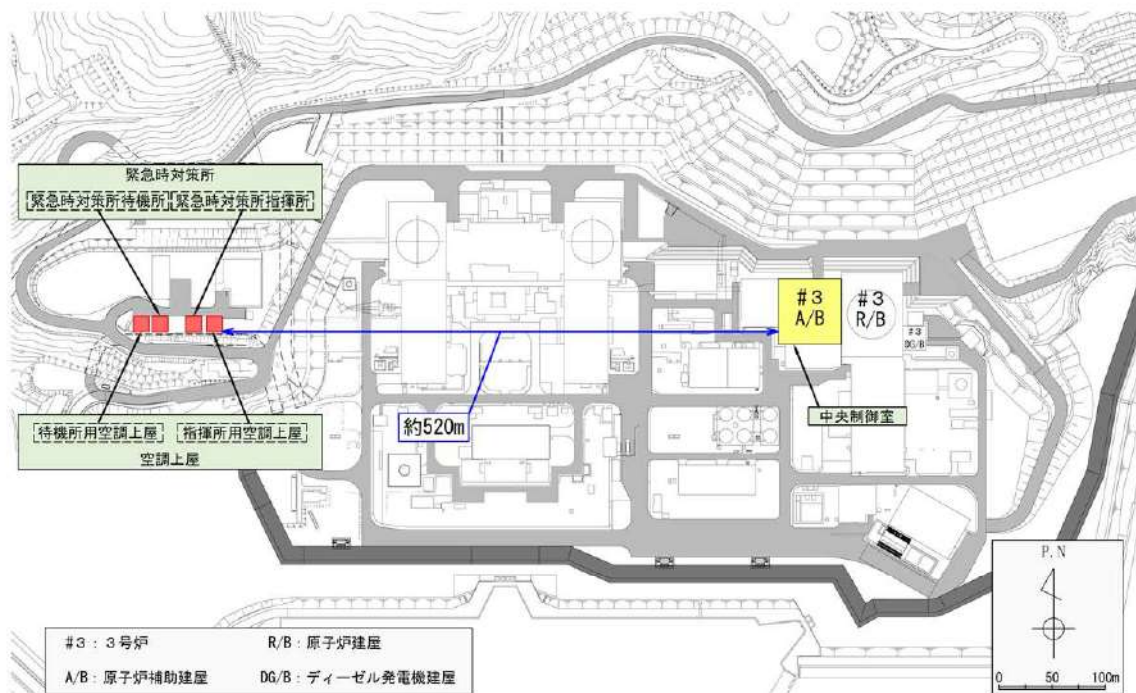 緊急時対策所
緊急時対策所待機所 緊急時対策所指揮所
#3
A/B
#3
R/B
#3
DG/B
約520m
中央制御室
待機所用空調上屋 指揮所用空調上屋
空調上屋
P.N
0 50 100m
#3:3号炉 R/B:原子炉建屋
A/B:原子炉補助建屋 DG/B:ディーゼル発電機建屋